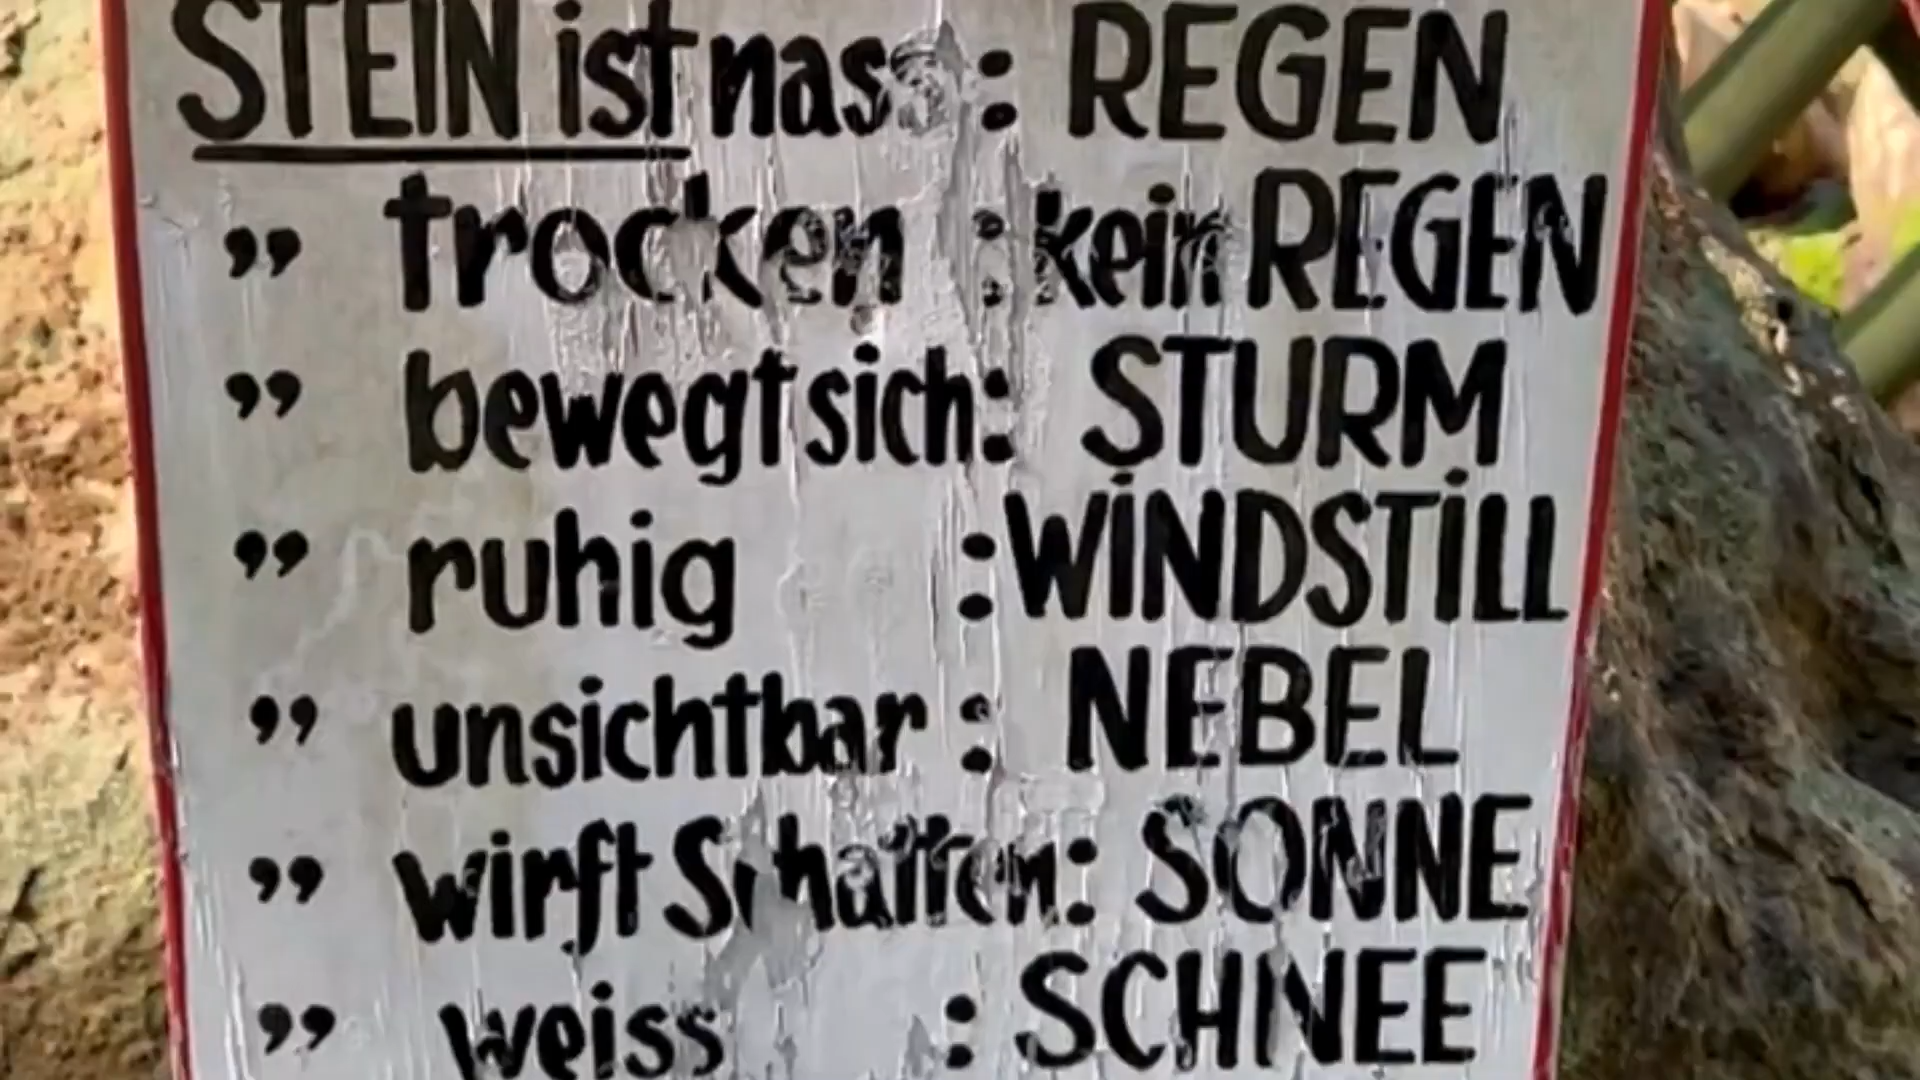 STEIN ist nass : REGEN
" trocken : kein REGEN
" bewegt sich : STURM
" ruhig : WINDSTILL
" unsichtbar : NEBEL
" wirft Schatten : SONNE
" weiss : SCHNEE